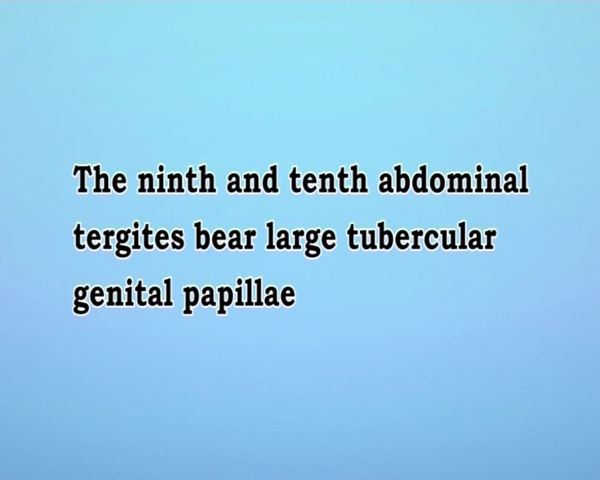 The ninth and tenth abdominal
tergites bear large tubercular
genital papillae